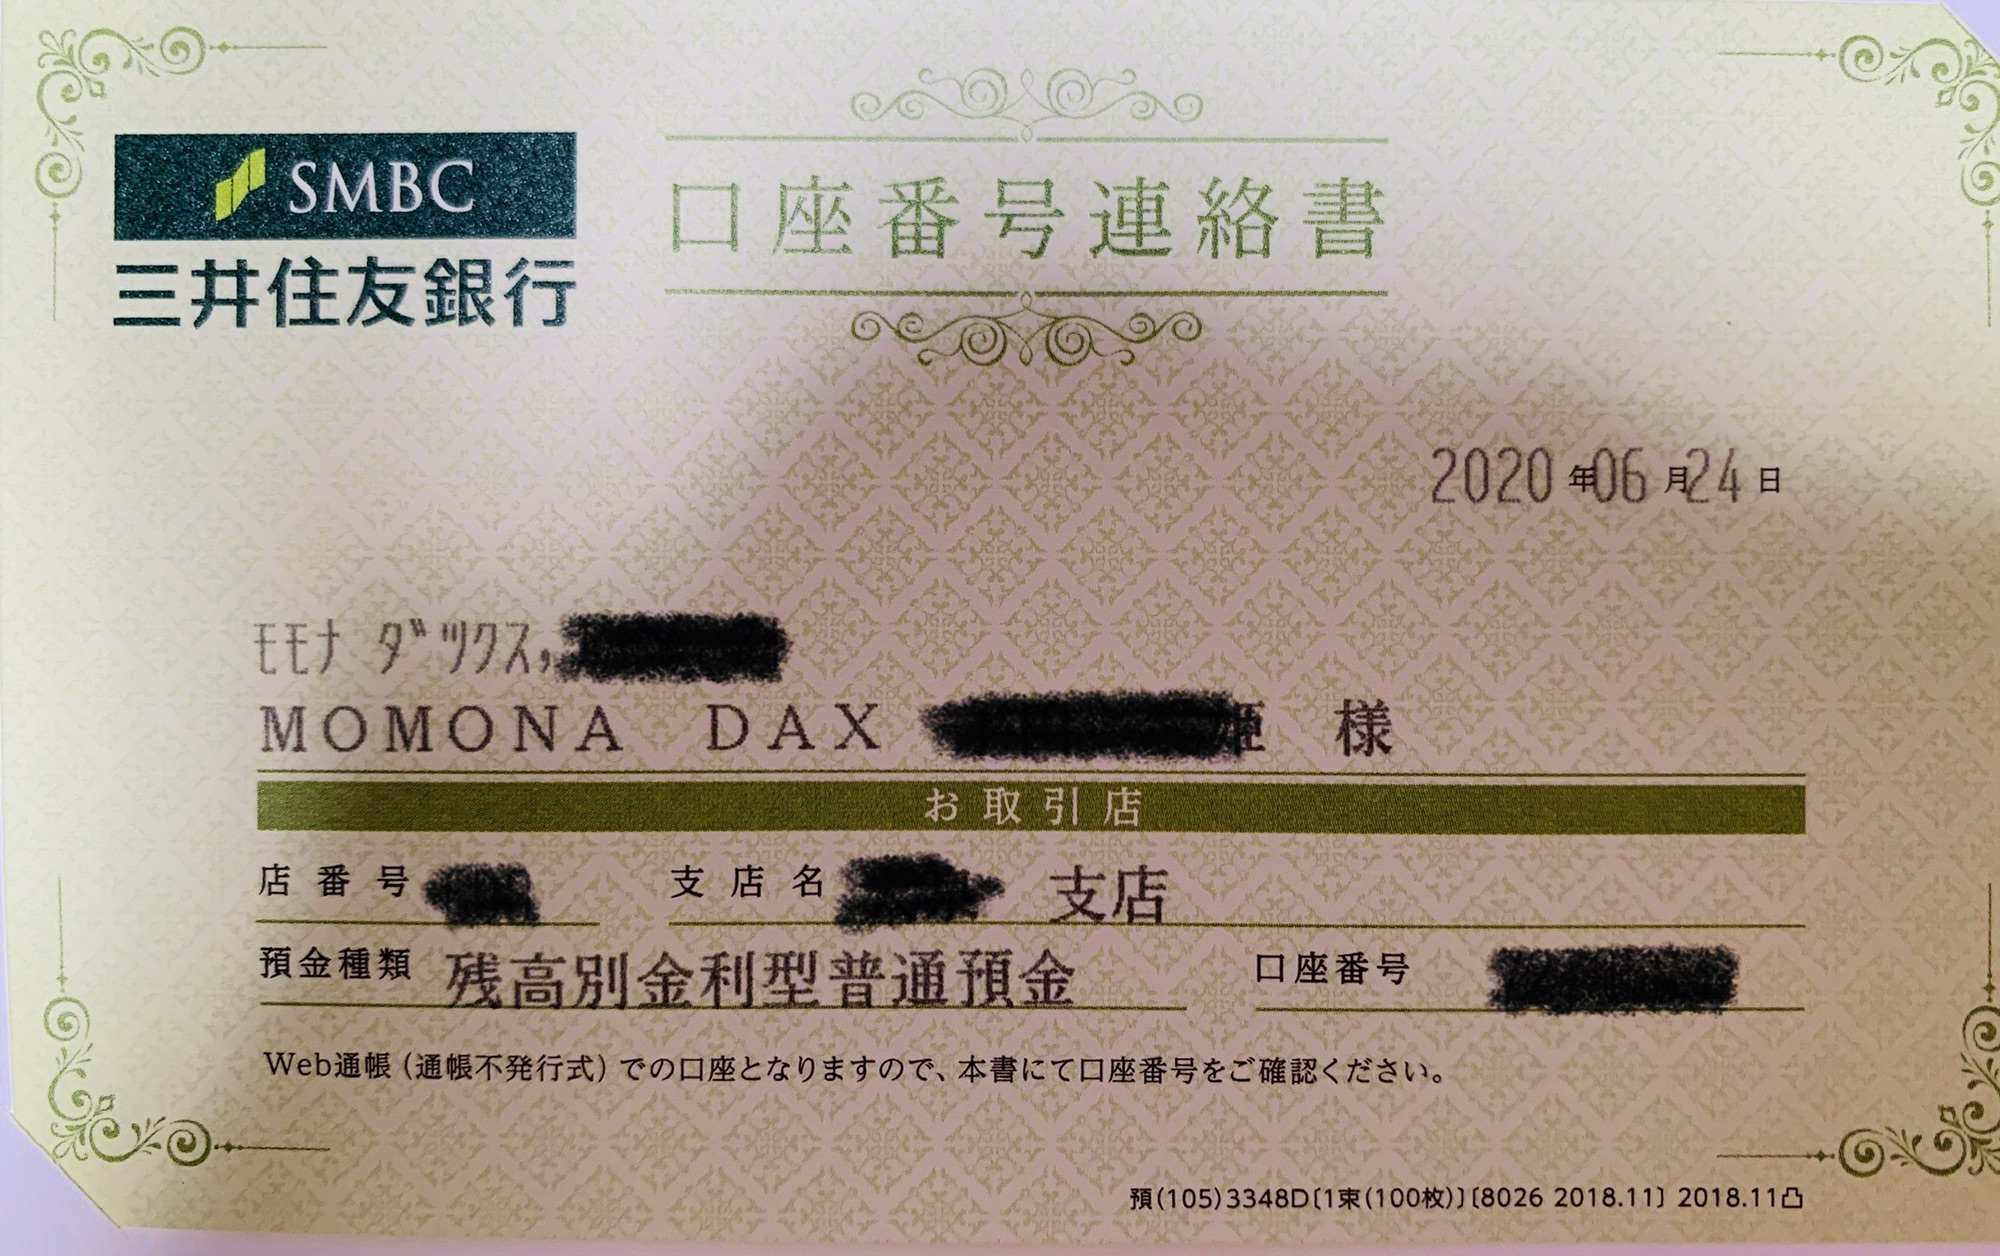 SMBC
三井住友銀行
口座番号連絡書
2020年06月24日
モモナ ダツクス,
MOMONA DAX 姫 様
お取引店
店番号 支店名 支店
預金種類 残高別金利型普通預金 口座番号
Web通帳(通帳不発行式)での口座となりますので、本書にて口座番号をご確認ください。
預(105)3348D〔1束(100枚)〕〔8026 2018.11〕 2018.11凸